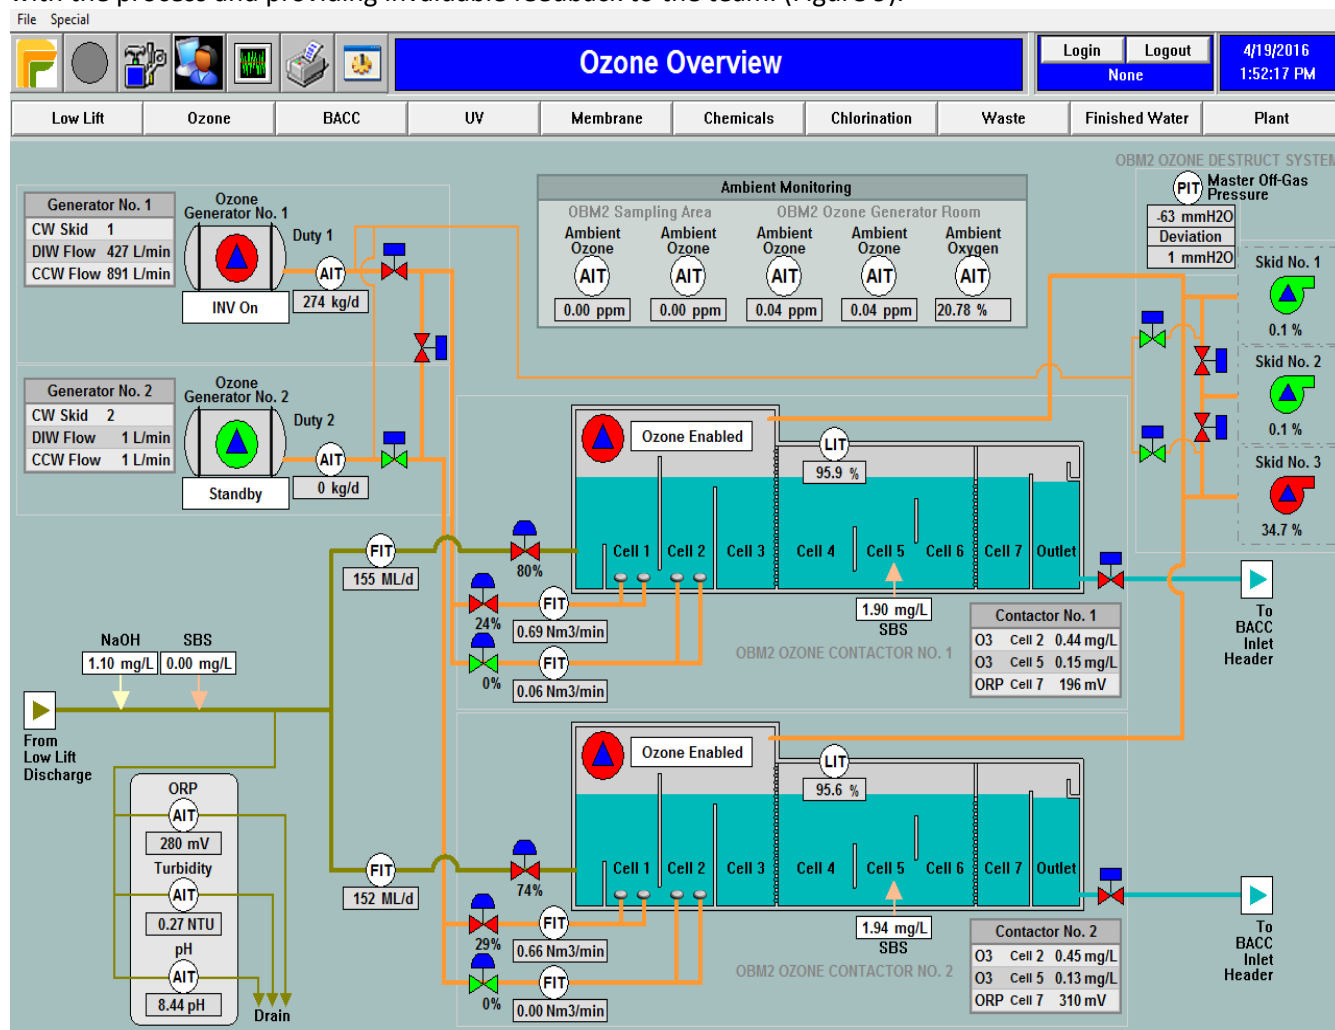 with the process and providing invaluable feedback to the team. (Figure 9).
File Special
Ozone Overview
Login Logout
None
4/19/2016
1:52:17 PM
Low Lift Ozone BACC UV Membrane Chemicals Chlorination Waste Finished Water Plant
OBM2 OZONE DESTRUCT SYSTEM
Generator No. 1
CW Skid 1
DIW Flow 427 L/min
CCW Flow 891 L/min
Ozone
Generator No. 1
Duty 1
INV On
AIT
274 kg/d
Ambient Monitoring
OBM2 Sampling Area OBM2 Ozone Generator Room
Ambient Ambient Ambient Ambient Ambient
Ozone Ozone Ozone Ozone Oxygen
AIT AIT AIT AIT AIT
0.00 ppm 0.00 ppm 0.04 ppm 0.04 ppm 20.78 %
PIT
Master Off-Gas
Pressure
-63 mmH2O
Deviation
1 mmH2O
Skid No. 1
0.1 %
Skid No. 2
0.1 %
Skid No. 3
34.7 %
Generator No. 2
CW Skid 2
DIW Flow 1 L/min
CCW Flow 1 L/min
Ozone
Generator No. 2
Duty 2
Standby
AIT
0 kg/d
Ozone Enabled
LIT
95.9 %
FIT
155 ML/d
80%
Cell 1 Cell 2 Cell 3 Cell 4 Cell 5 Cell 6 Cell 7 Outlet
24%
FIT
0.69 Nm3/min
0%
FIT
0.06 Nm3/min
1.90 mg/L
SBS
OBM2 OZONE CONTACTOR NO. 1
Contactor No. 1
O3 Cell 2 0.44 mg/L
O3 Cell 5 0.15 mg/L
ORP Cell 7 196 mV
To
BACC
Inlet
Header
NaOH SBS
1.10 mg/L 0.00 mg/L
From
Low Lift
Discharge
ORP
AIT
280 mV
Turbidity
AIT
0.27 NTU
pH
AIT
8.44 pH
Drain
Ozone Enabled
LIT
95.6 %
FIT
152 ML/d
74%
Cell 1 Cell 2 Cell 3 Cell 4 Cell 5 Cell 6 Cell 7 Outlet
29%
FIT
0.66 Nm3/min
0%
FIT
0.00 Nm3/min
1.94 mg/L
SBS
OBM2 OZONE CONTACTOR NO. 2
Contactor No. 2
O3 Cell 2 0.45 mg/L
O3 Cell 5 0.13 mg/L
ORP Cell 7 310 mV
To
BACC
Inlet
Header